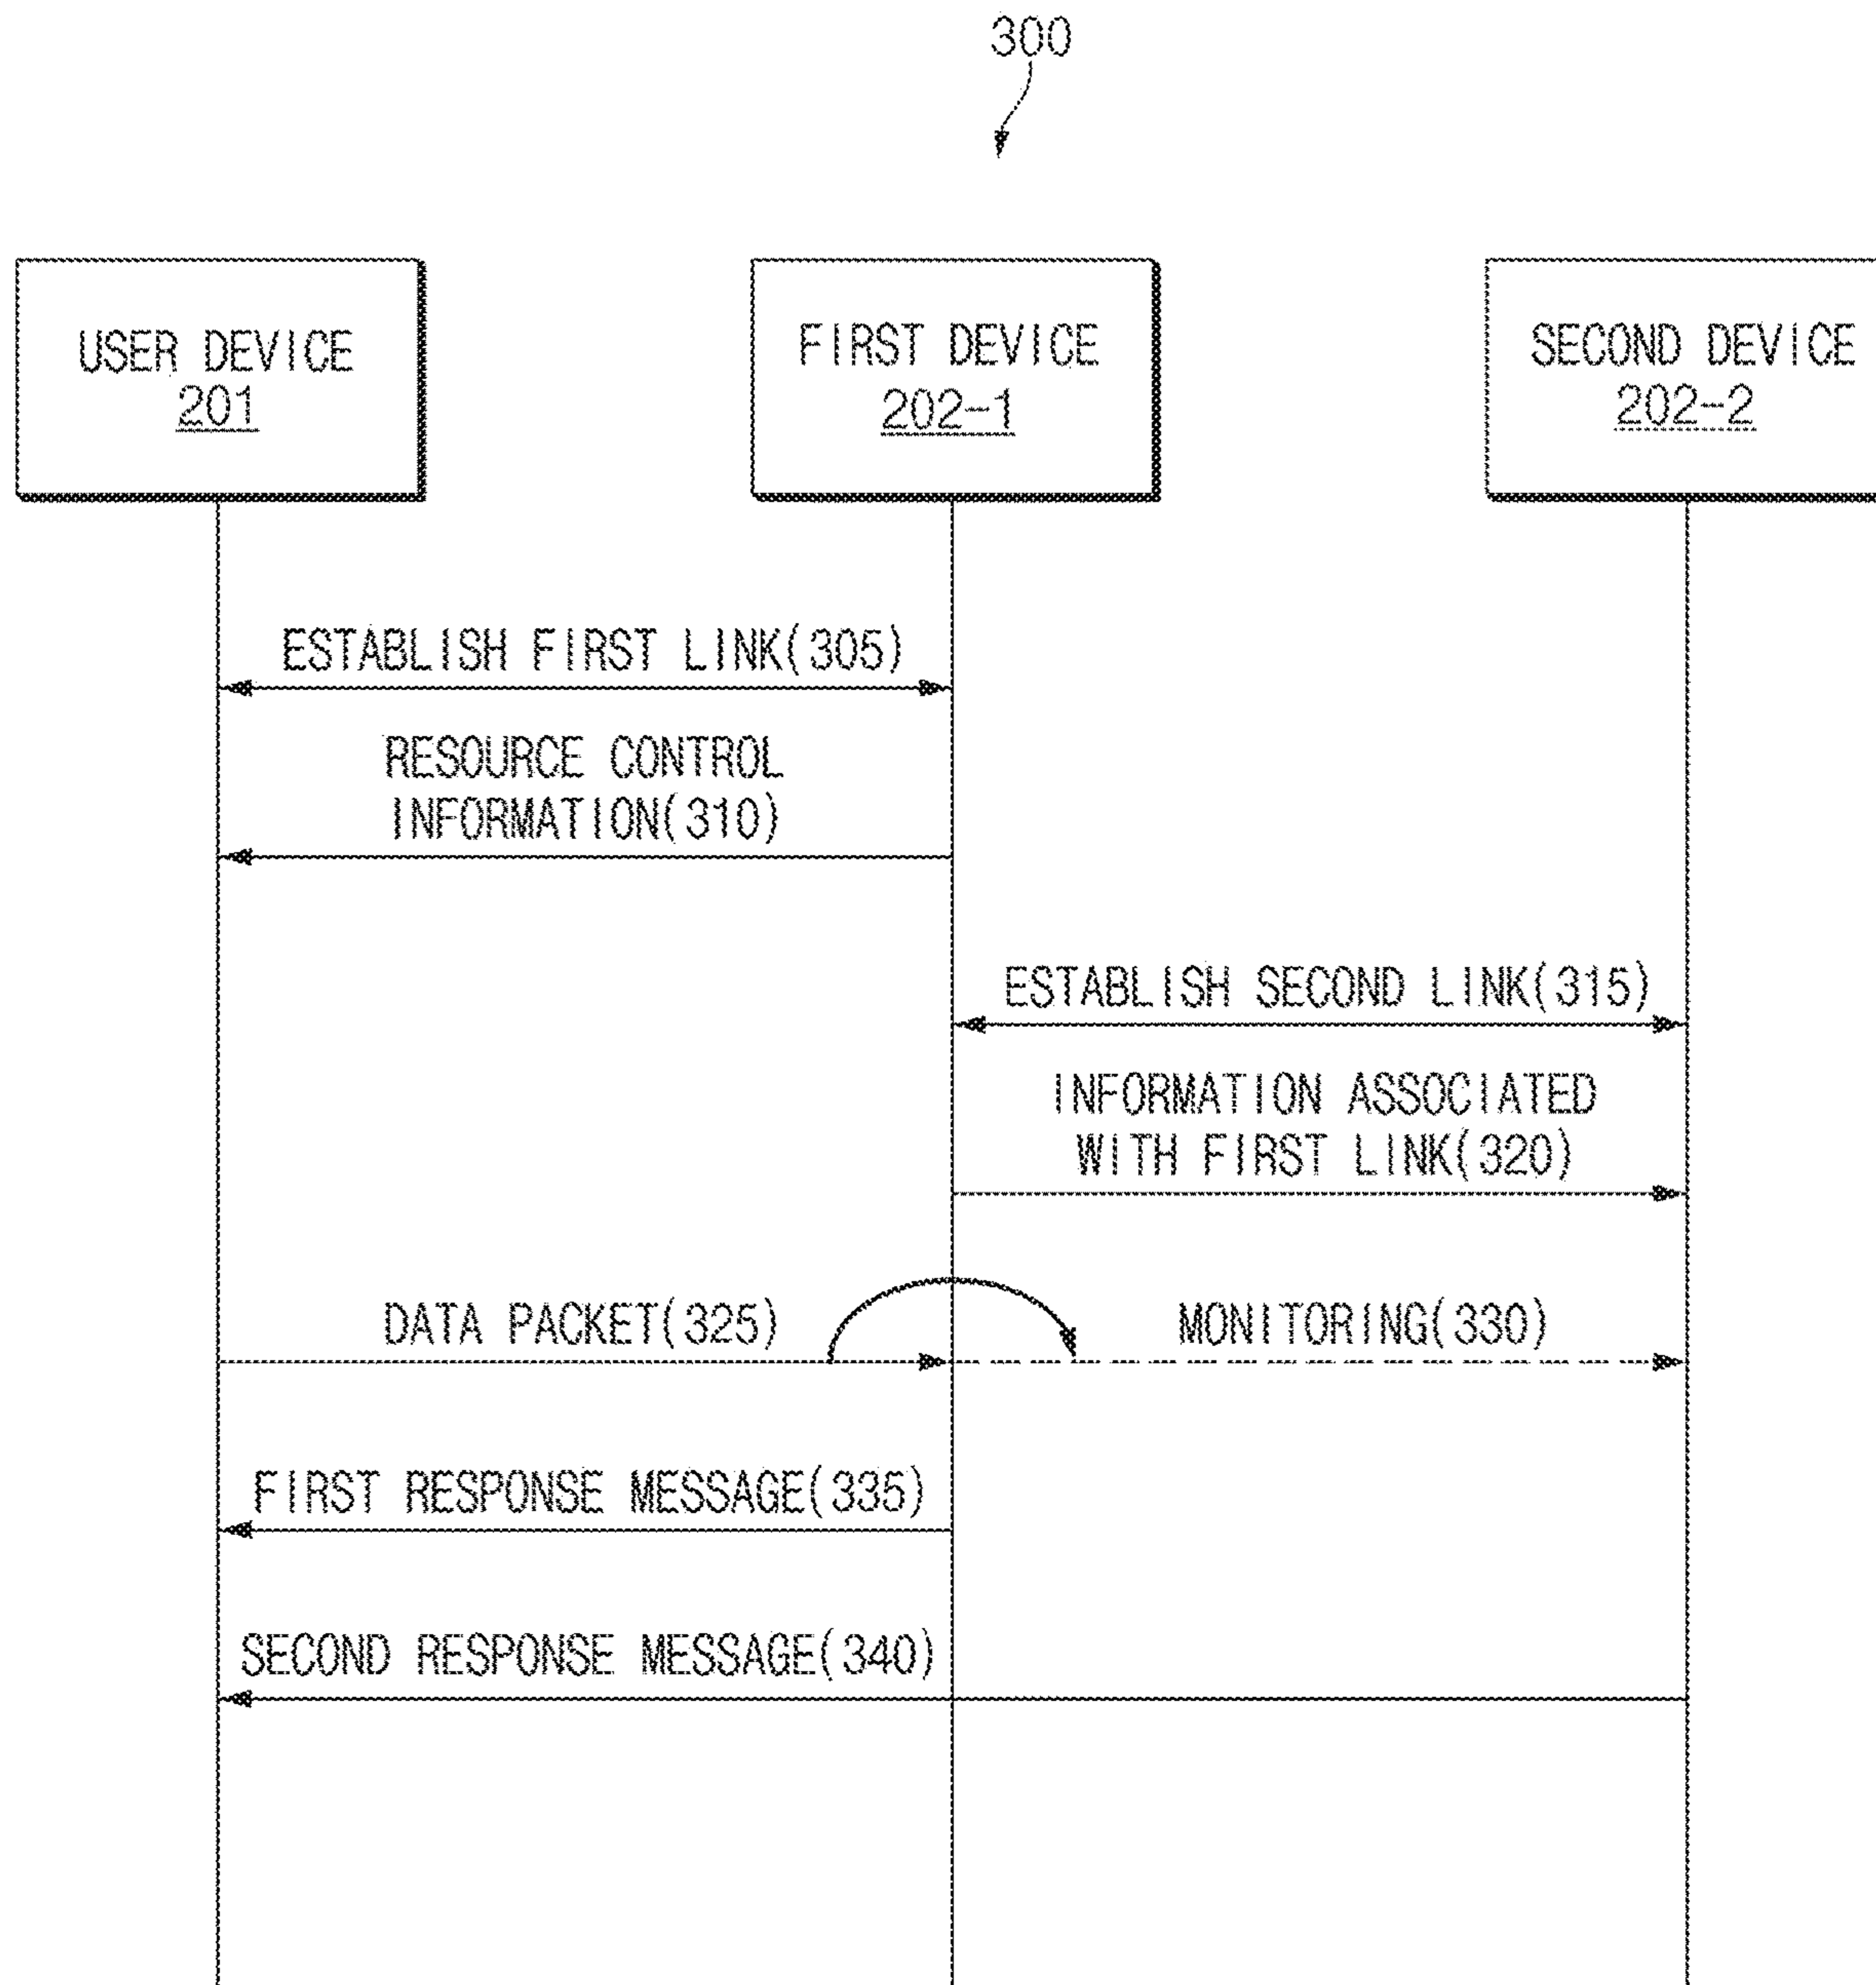 300
USER DEVICE
201
FIRST DEVICE
202-1
SECOND DEVICE
202-2
ESTABLISH FIRST LINK(305)
RESOURCE CONTROL
INFORMATION(310)
ESTABLISH SECOND LINK(315)
INFORMATION ASSOCIATED
WITH FIRST LINK(320)
DATA PACKET(325)
MONITORING(330)
FIRST RESPONSE MESSAGE(335)
SECOND RESPONSE MESSAGE(340)